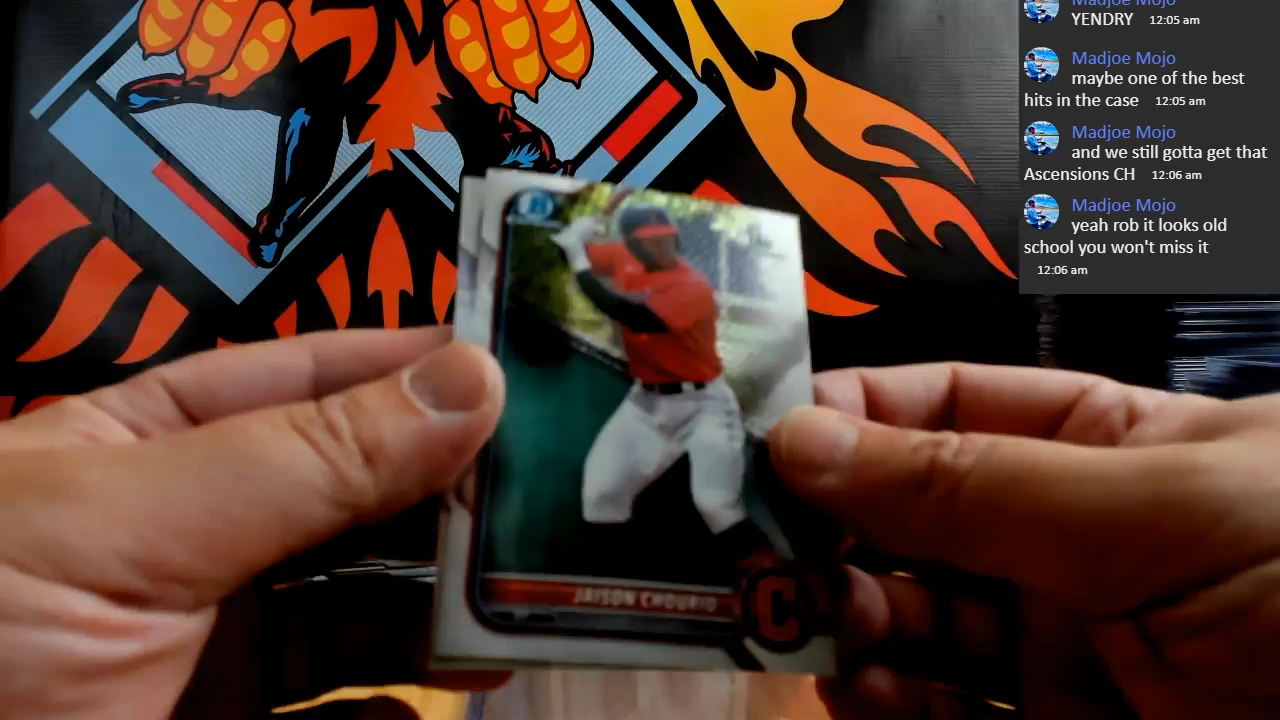 Madjoe Mojo
YENDRY 12:05 am
Madjoe Mojo
maybe one of the best
hits in the case 12:05 am
Madjoe Mojo
and we still gotta get that
Ascensions CH 12:06 am
Madjoe Mojo
yeah rob it looks old
school you won't miss it
12:06 am
B
JAISON CHOURIO
C